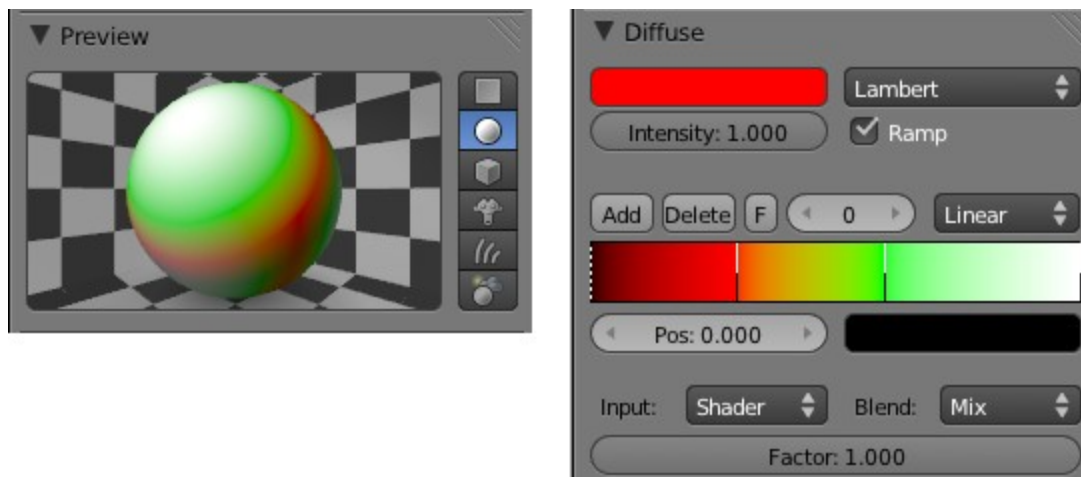 Preview
Diffuse
Lambert
Intensity: 1.000
Ramp
Add
Delete
F
0
Linear
Pos: 0.000
Input:
Shader
Blend:
Mix
Factor: 1.000